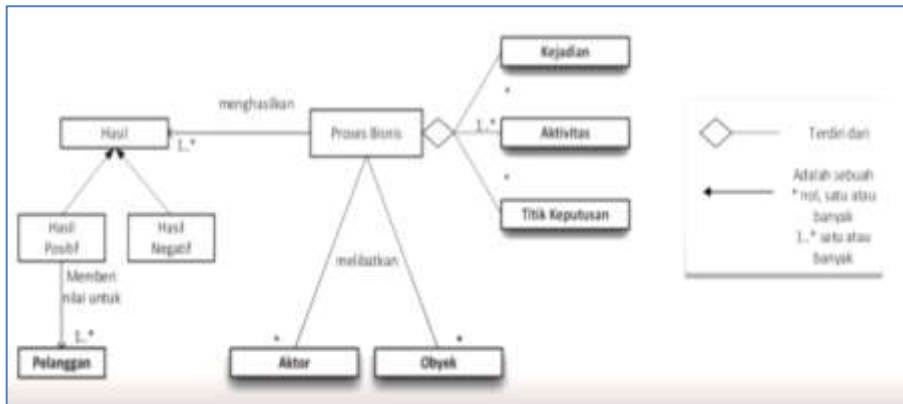 Kejadian
*
menghasilkan
Hasil
1..*
Proses Bisnis
1..*
Aktivitas
*
Titik Keputusan
Hasil
Positif
Hasil
Negatif
Memberi
nilai untuk
1..*
Pelanggan
melibatkan
*
Aktor
*
Obyek
Terdiri dari
Adalah sebuah
* nol, satu atau
banyak
1..* satu atau
banyak